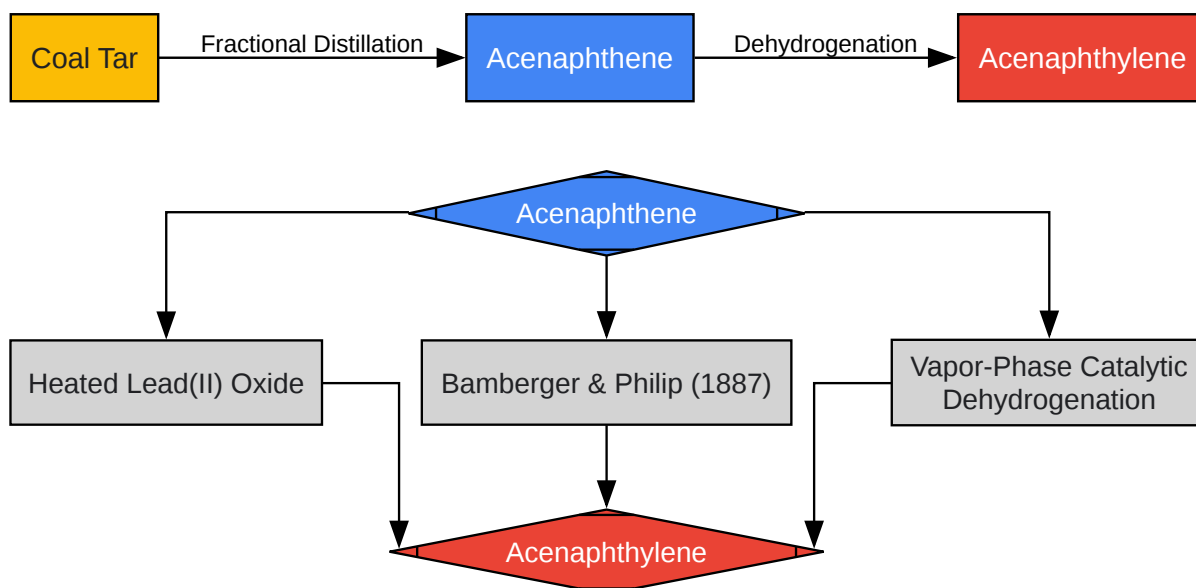 Coal Tar
Fractional Distillation
Acenaphthene
Dehydrogenation
Acenaphthylene
Acenaphthene
Heated Lead(II) Oxide
Bamberger & Philip (1887)
Vapor-Phase Catalytic
Dehydrogenation
Acenaphthylene